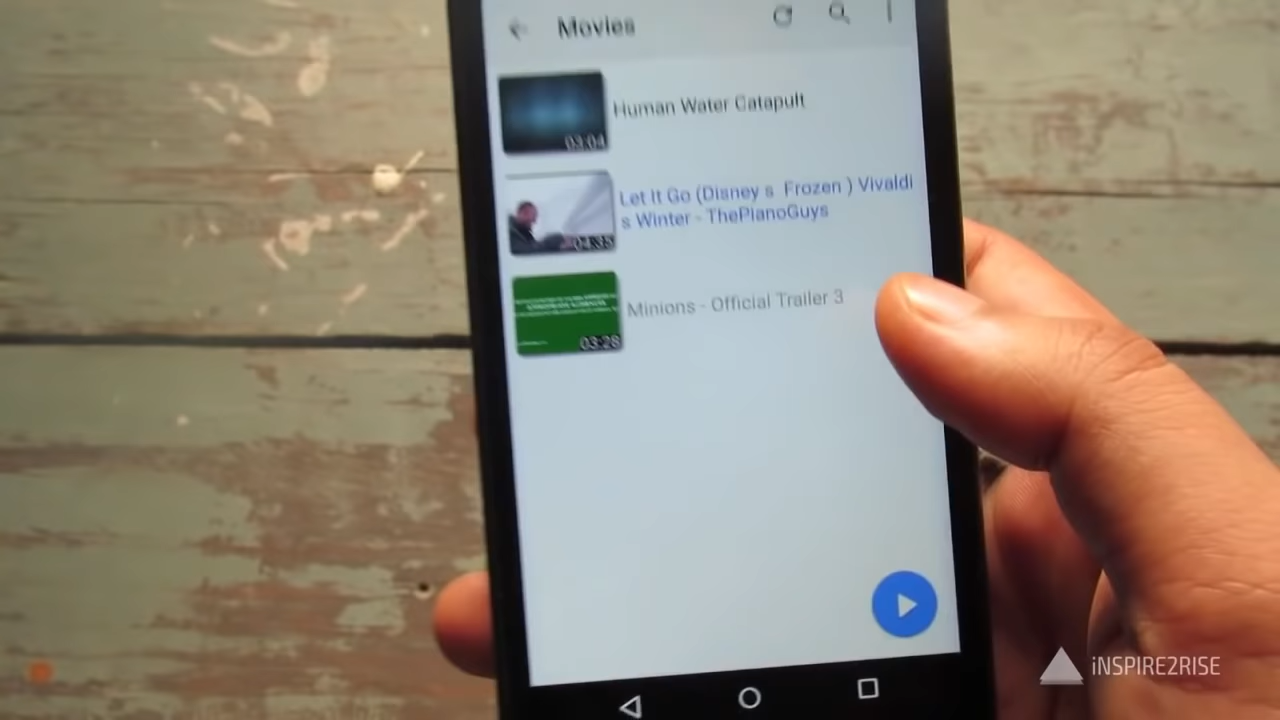 Movies
Human Water Catapult
03:04
Let It Go (Disney s Frozen ) Vivaldi
s Winter - ThePianoGuys
04:35
Minions - Official Trailer 3
03:28
iNSPIRE2RISE